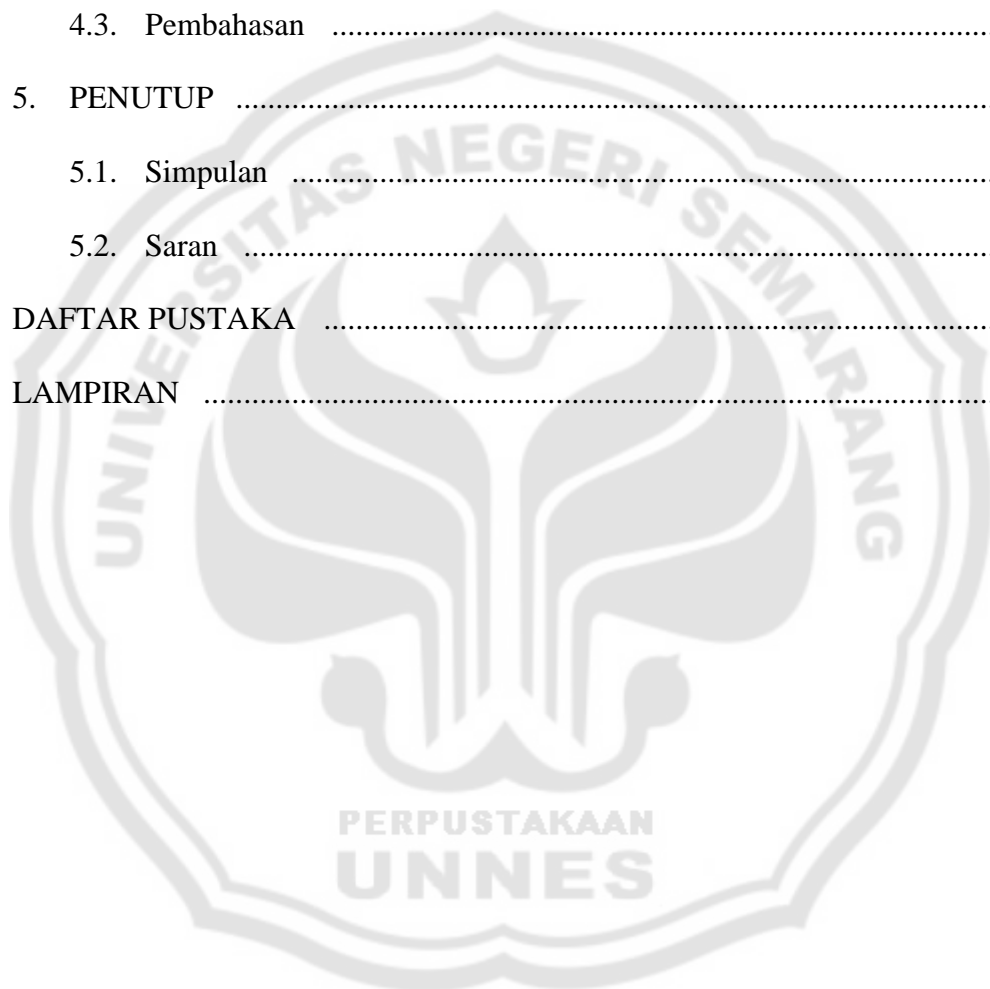 4.3. Pembahasan ................................................................................
5. PENUTUP ................................................................................
5.1. Simpulan ................................................................................
5.2. Saran ................................................................................
DAFTAR PUSTAKA ................................................................................
LAMPIRAN ................................................................................
UNIVERSITAS NEGERI SEMARANG
PERPUSTAKAAN
UNNES